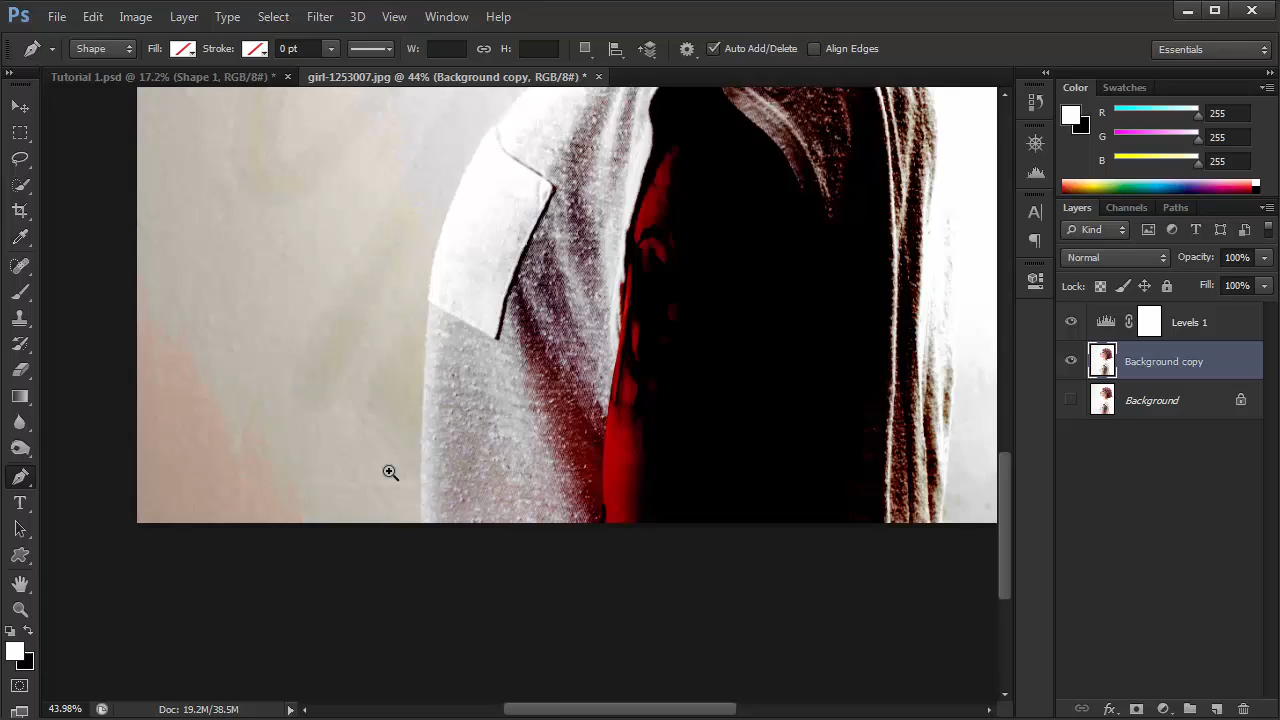 Ps File Edit Image Layer Type Select Filter 3D View Window Help
Shape Fill: Stroke: 0 pt W: H: Auto Add/Delete Align Edges Essentials
Tutorial 1.psd @ 17.2% (Shape 1, RGB/8#) * × girl-1253007.jpg @ 44% (Background copy, RGB/8#) * ×
Color Swatches
R 255
G 255
B 255
Layers Channels Paths
Kind
Normal Opacity: 100%
Lock: Fill: 100%
Levels 1
Background copy
Background
43.98% Doc: 19.2M/38.5M